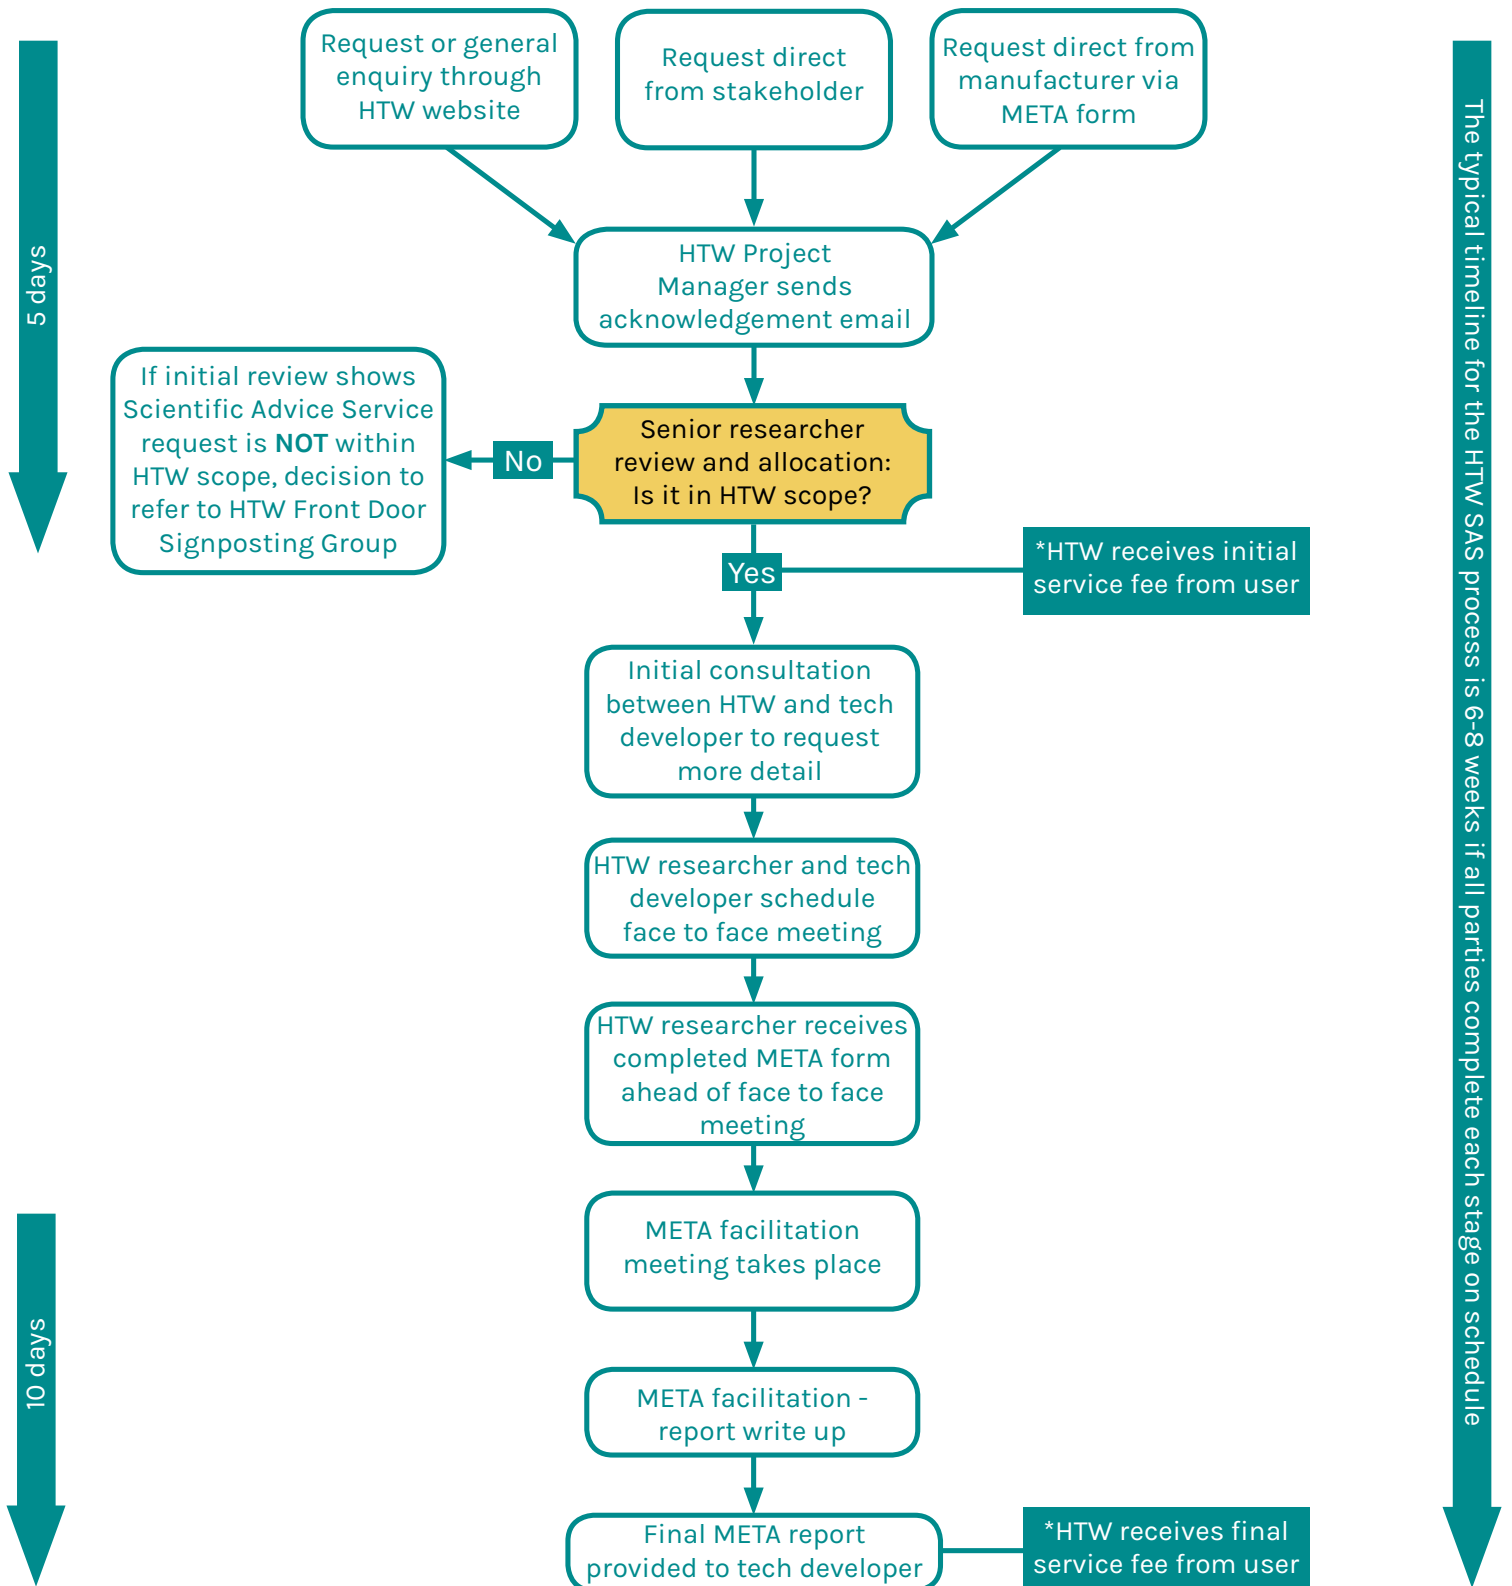 Request or general
enquiry through
HTW website
Request direct
from stakeholder
Request direct from
manufacturer via
META form
5 days
The typical timeline for the HTW SAS process is 6-8 weeks if all parties complete each stage on schedule
HTW Project
Manager sends
acknowledgement email
If initial review shows
Scientific Advice Service
request is NOT within
HTW scope, decision to
refer to HTW Front Door
Signposting Group
No
Senior researcher
review and allocation:
Is it in HTW scope?
Yes
*HTW receives initial
service fee from user
Initial consultation
between HTW and tech
developer to request
more detail
HTW researcher and tech
developer schedule
face to face meeting
HTW researcher receives
completed META form
ahead of face to face
meeting
META facilitation
meeting takes place
10 days
META facilitation -
report write up
Final META report
provided to tech developer
*HTW receives final
service fee from user